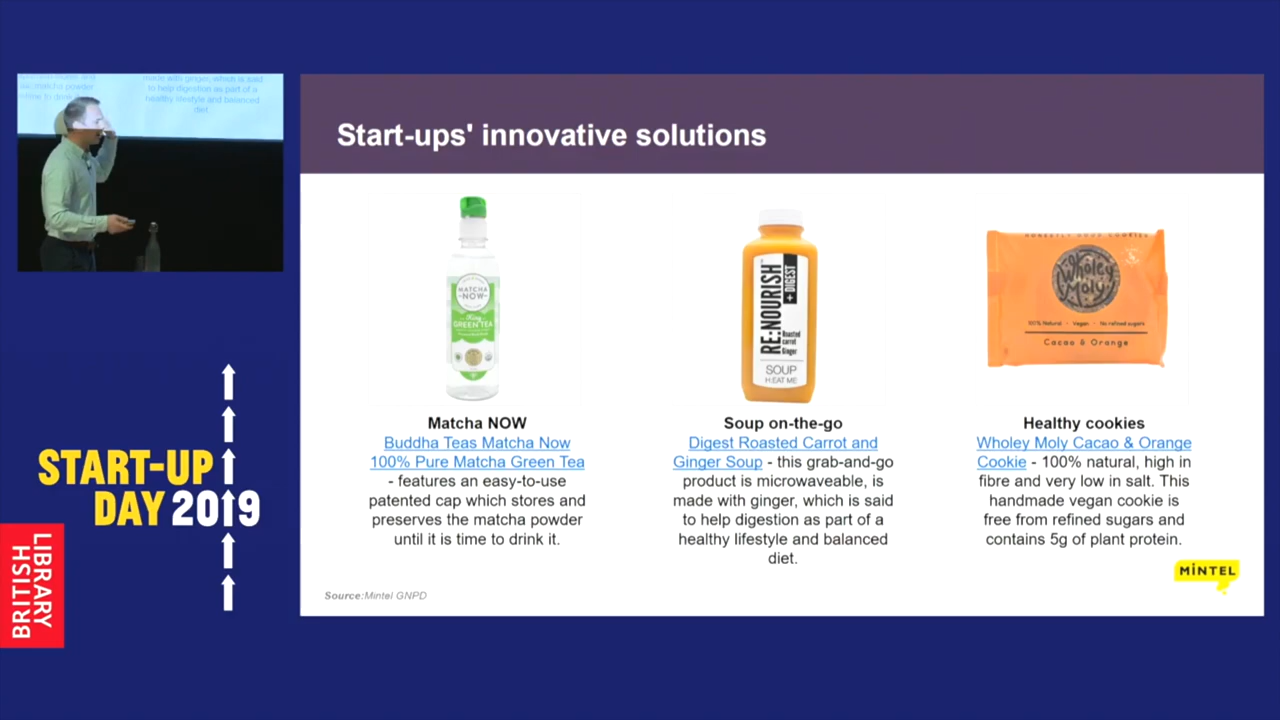 made with ginger, which is said
to help digestion as part of a
healthy lifestyle and balanced
diet.
Start-ups' innovative solutions
MATCHA
NOW
GREEN TEA
RE:NOURISH
+ DIGEST
Roasted
carrot
Ginger
SOUP
H:EAT ME
HONESTLY GOOD COOKIES
Wholey
Moly
100% Natural - Vegan - No refined sugars
Cacao & Orange
Matcha NOW
Buddha Teas Matcha Now
100% Pure Matcha Green Tea
- features an easy-to-use
patented cap which stores and
preserves the matcha powder
until it is time to drink it.
Soup on-the-go
Digest Roasted Carrot and
Ginger Soup - this grab-and-go
product is microwaveable, is
made with ginger, which is said
to help digestion as part of a
healthy lifestyle and balanced
diet.
Healthy cookies
Wholey Moly Cacao & Orange
Cookie - 100% natural, high in
fibre and very low in salt. This
handmade vegan cookie is
free from refined sugars and
contains 5g of plant protein.
MINTEL
Source:Mintel GNPD
START-UP
DAY 2019
BRITISH
LIBRARY